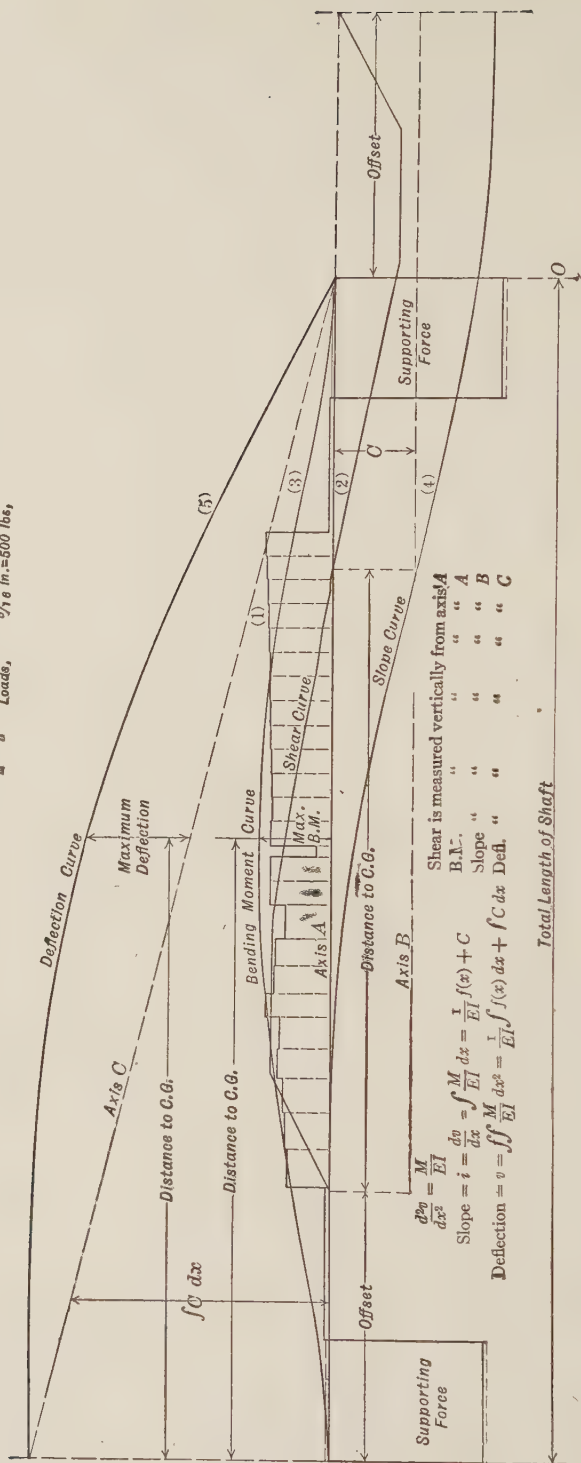 " " Loads, 5/16 in.=500 lbs,
Deflection Curve
(5)
Maximum
Deflection
Axis C
Distance to C.G.
Bending Moment Curve
(1)
Distance to C.G.
Max.
B.M.
(3)
Shear Curve
Axis A
(2)
∫C dx
Offset
Offset
Supporting
Force
Supporting
Force
C
O
Distance to C.G.
Slope Curve
(4)
Axis B
d²v/dx² = M/EI
Slope = i = dv/dx = ∫ M/EI dx = 1/EI f(x) + C
Deflection = v = ∫∫ M/EI dx² = 1/EI ∫ f(x) dx + ∫C dx
Shear is measured vertically from axis A
B.M. " " " " A
Slope " " " " B
Defl. " " " " C
Total Length of Shaft